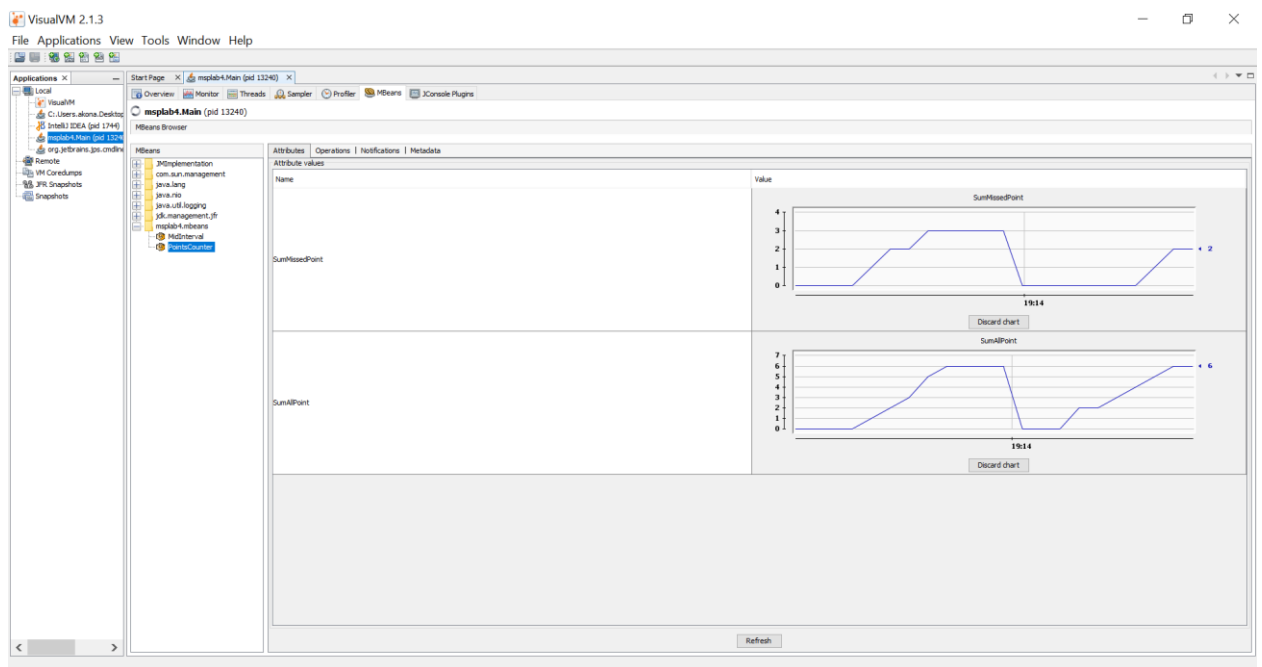 VisualVM 2.1.3
File Applications View Tools Window Help
Applications
Start Page
msplab4.Main (pid 13240)
Local
VisualVM
C:.Users.akona.Desktop
IntelliJ IDEA (pid 1744)
msplab4.Main (pid 1324
org.jetbrains.jps.cmdlin
Remote
VM Coredumps
JFR Snapshots
Snapshots
Overview Monitor Threads Sampler Profiler MBeans JConsole Plugins
msplab4.Main (pid 13240)
MBeans Browser
MBeans
JMImplementation
com.sun.management
java.lang
java.nio
java.util.logging
jdk.management.jfr
msplab4.mbeans
MidInterval
PointsCounter
Attributes Operations Notifications Metadata
Attribute values
Name Value
SumMissedPoint
SumMissedPoint
4
3
2
1
0
2
19:14
Discard chart
SumAllPoint
SumAllPoint
7
6
5
4
3
2
1
0
6
19:14
Discard chart
Refresh